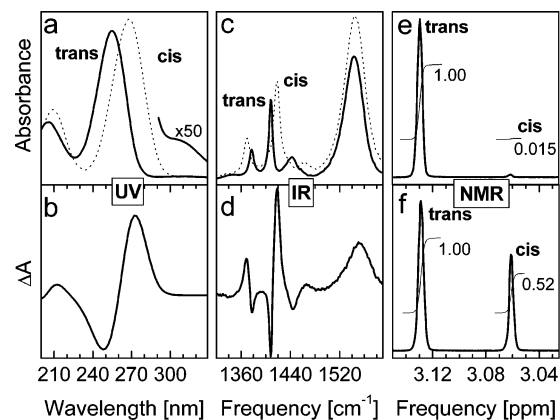 a
trans
cis
x50
c
trans
cis
e
trans
1.00
cis
0.015
Absorbance
UV
IR
NMR
b
d
f
trans
1.00
cis
0.52
ΔA
210 240 270 300
1360 1440 1520
3.12 3.08 3.04
Wavelength [nm]
Frequency [cm⁻¹]
Frequency [ppm]